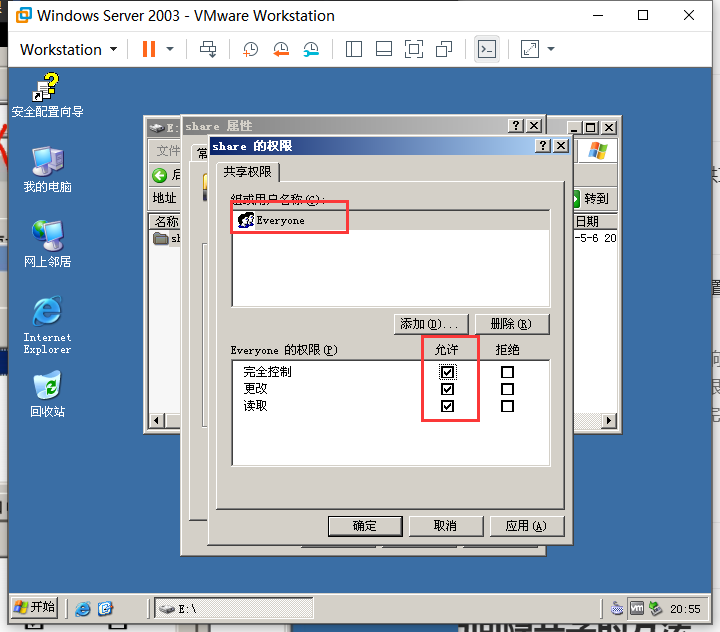 Windows Server 2003 - VMware Workstation
Workstation
安全配置向导
我的电脑
网上邻居
Internet
Explorer
回收站
E:
share 属性
share 的权限
文件
常
共享权限
地址
转到
名称
日期
sh
-5-6 20
组或用户名称(G):
Everyone
添加(D)...
删除(R)
Everyone 的权限(P)
允许
拒绝
完全控制
更改
读取
确定
取消
应用(A)
开始
E:\
20:55